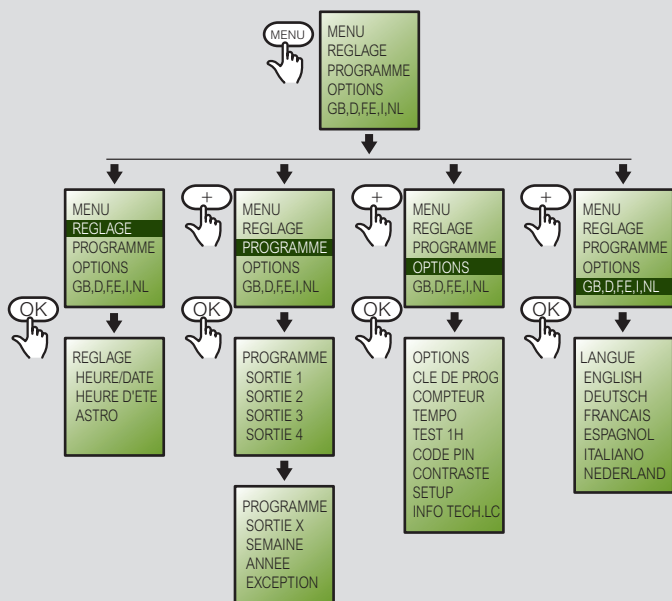 MENU
MENU
REGLAGE
PROGRAMME
OPTIONS
GB,D,F,E,I,NL
MENU
REGLAGE
PROGRAMME
OPTIONS
GB,D,F,E,I,NL
+
MENU
REGLAGE
PROGRAMME
OPTIONS
GB,D,F,E,I,NL
+
MENU
REGLAGE
PROGRAMME
OPTIONS
GB,D,F,E,I,NL
+
MENU
REGLAGE
PROGRAMME
OPTIONS
GB,D,F,E,I,NL
OK
REGLAGE
HEURE/DATE
HEURE D'ETE
ASTRO
OK
PROGRAMME
SORTIE 1
SORTIE 2
SORTIE 3
SORTIE 4
PROGRAMME
SORTIE X
SEMAINE
ANNEE
EXCEPTION
OK
OPTIONS
CLE DE PROG
COMPTEUR
TEMPO
TEST 1H
CODE PIN
CONTRASTE
SETUP
INFO TECH.LC
OK
LANGUE
ENGLISH
DEUTSCH
FRANCAIS
ESPAGNOL
ITALIANO
NEDERLAND